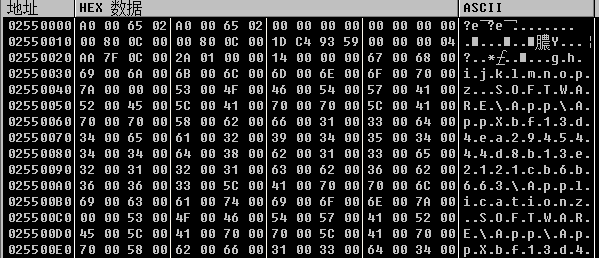 地址 HEX 数据 ASCII
02550000 A0 00 65 02 A0 00 65 02 00 00 00 00 00 00 00 00 ?e¬?e¬........
02550010 00 80 0C 00 00 80 0C 00 1D C4 93 59 00 00 00 04 .■...■..■膿Y...
02550020 AA 7F 0C 00 2A 01 00 00 14 00 00 00 67 00 68 00 ?..*...■...g.h.
02550030 69 00 6A 00 6B 00 6C 00 6D 00 6E 00 6F 00 70 00 i.j.k.l.m.n.o.p.
02550040 7A 00 00 00 53 00 4F 00 46 00 54 00 57 00 41 00 z...S.O.F.T.W.A.
02550050 52 00 45 00 5C 00 41 00 70 00 70 00 5C 00 41 00 R.E.\.A.p.p.\.A.
02550060 70 00 70 00 58 00 62 00 66 00 31 00 33 00 64 00 p.p.X.b.f.1.3.d.
02550070 34 00 65 00 61 00 32 00 39 00 34 00 35 00 34 00 4.e.a.2.9.4.5.4.
02550080 34 00 34 00 64 00 38 00 62 00 31 00 33 00 65 00 4.4.d.8.b.1.3.e.
02550090 32 00 31 00 32 00 31 00 63 00 62 00 36 00 62 00 2.1.2.1.c.b.6.b.
025500A0 36 00 36 00 33 00 5C 00 41 00 70 00 70 00 6C 00 6.6.3.\.A.p.p.l.
025500B0 69 00 63 00 61 00 74 00 69 00 6F 00 6E 00 7A 00 i.c.a.t.i.o.n.z.
025500C0 00 00 53 00 4F 00 46 00 54 00 57 00 41 00 52 00 ..S.O.F.T.W.A.R.
025500D0 45 00 5C 00 41 00 70 00 70 00 5C 00 41 00 70 00 E.\.A.p.p.\.A.p.
025500E0 70 00 58 00 62 00 66 00 31 00 33 00 64 00 34 00 p.X.b.f.1.3.d.4.